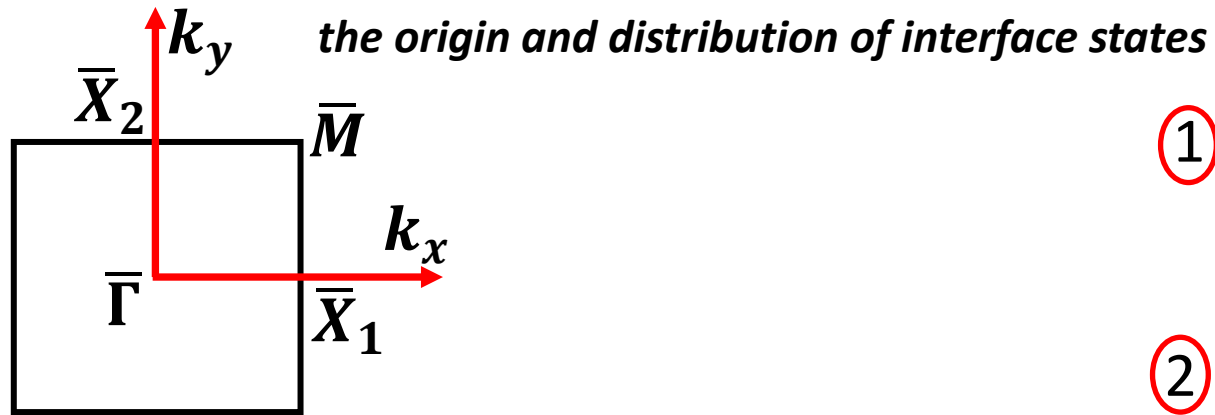 k_y
the origin and distribution of interface states
X̅₂
M̅
①
k_x
Γ̅
X̅₁
②